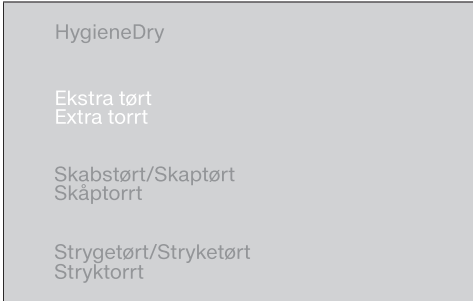 HygieneDry
Ekstra tørt
Extra torrt
Skabstørt/Skaptørt
Skåptorrt
Strygetørt/Stryketørt
Stryktorrt